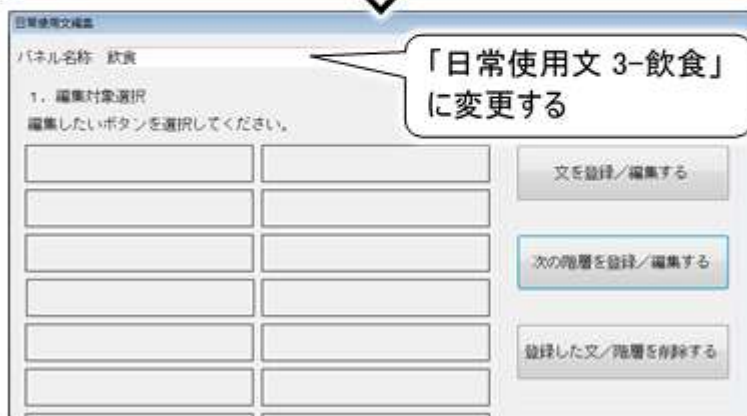 日常使用文編集
パネル名称 飲食
「日常使用文 3-飲食」
に変更する
1. 編集対象選択
編集したいボタンを選択してください。
文を登録／編集する
次の階層を登録／編集する
登録した文／階層を削除する